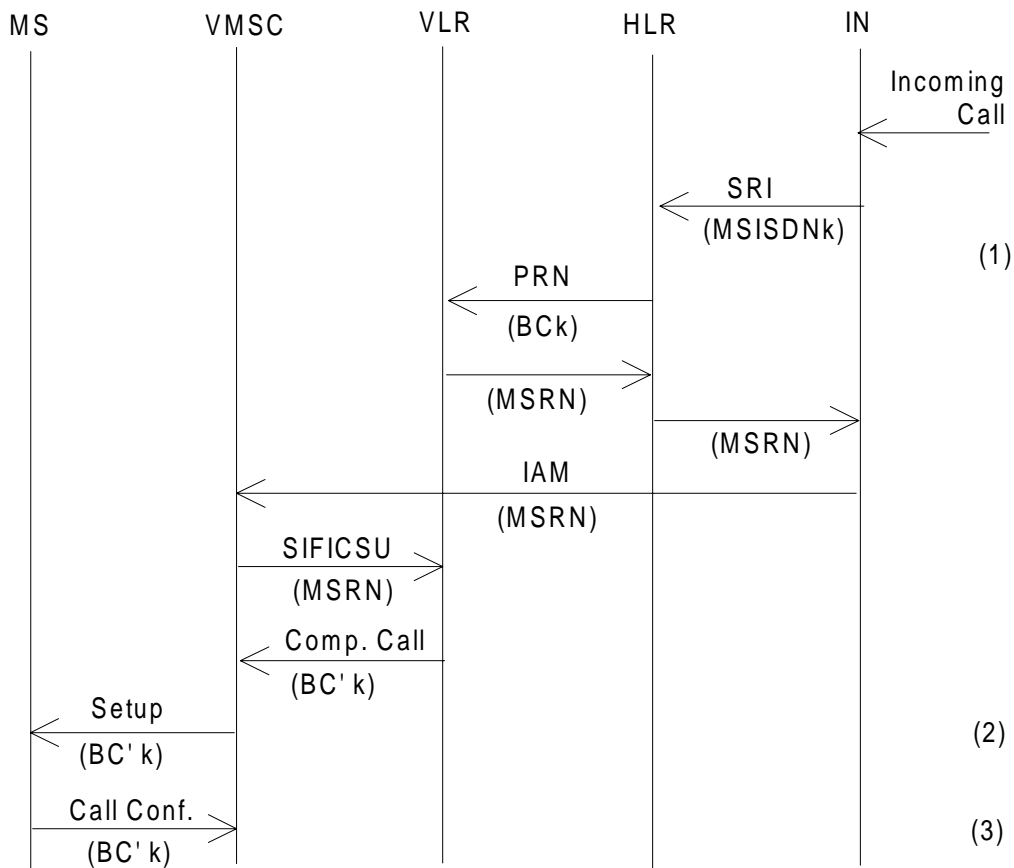 MS VMSC VLR HLR IN
Incoming
Call
SRI
(MSISDNk)
(1)
PRN
(BCk)
(MSRN)
(MSRN)
IAM
(MSRN)
SIFICSU
(MSRN)
Comp. Call
(BC'k)
Setup
(2)
(BC'k)
Call Conf.
(3)
(BC'k)